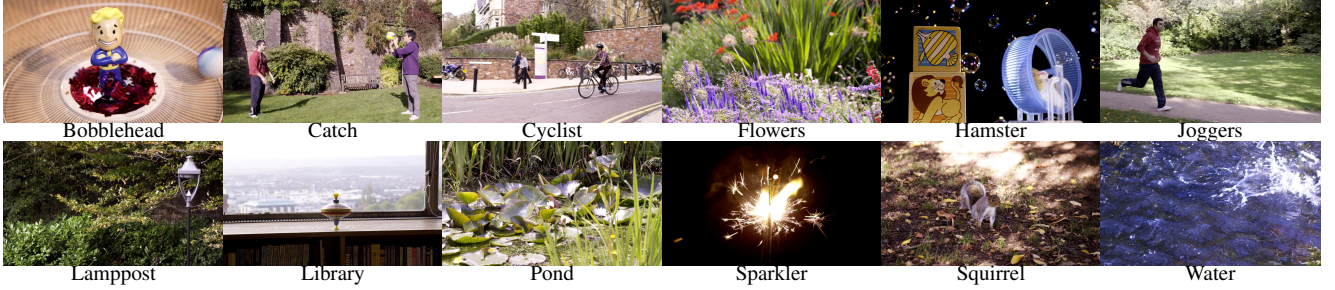 Bobblehead Catch Cyclist Flowers Hamster Joggers
Lamppost Library Pond Sparkler Squirrel Water